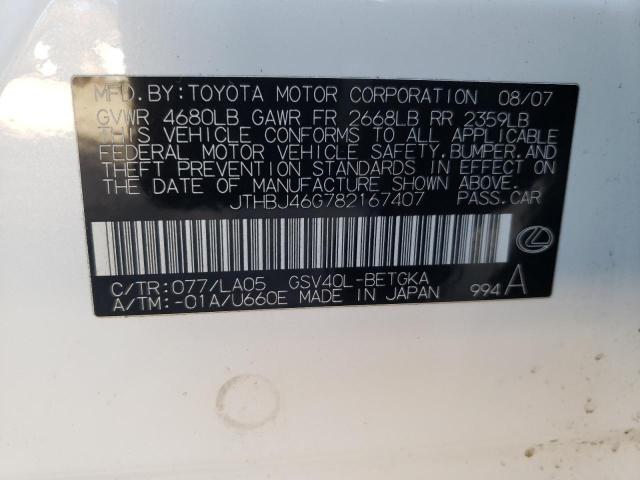 MFD.BY:TOYOTA MOTOR CORPORATION 08/07
GVWR 4680LB GAWR FR 2668LB RR 2359LB
THIS VEHICLE CONFORMS TO ALL APPLICABLE
FEDERAL MOTOR VEHICLE SAFETY,BUMPER,AND
THEFT PREVENTION STANDARDS IN EFFECT ON
THE DATE OF MANUFACTURE SHOWN ABOVE.
JTHBJ46G782167407 PASS.CAR
C/TR:077/LA05 GSV40L-BETGKA
A/TM:-01A/U660E MADE IN JAPAN 994 A